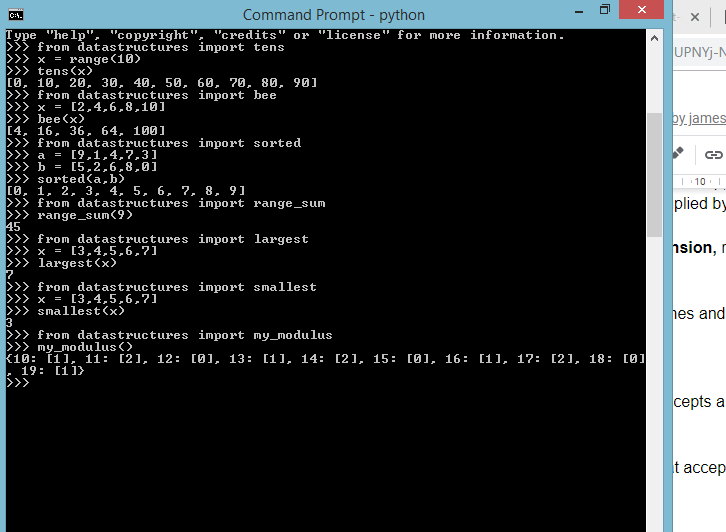 Command Prompt - python
Type "help", "copyright", "credits" or "license" for more information.
>>> from datastructures import tens
>>> x = range(10)
>>> tens(x)
[0, 10, 20, 30, 40, 50, 60, 70, 80, 90]
>>> from datastructures import bee
>>> x = [2,4,6,8,10]
>>> bee(x)
[4, 16, 36, 64, 100]
>>> from datastructures import sorted
>>> a = [9,1,4,7,3]
>>> b = [5,2,6,8,0]
>>> sorted(a,b)
[0, 1, 2, 3, 4, 5, 6, 7, 8, 9]
>>> from datastructures import range_sum
>>> range_sum(9)
45
>>> from datastructures import largest
>>> x = [3,4,5,6,7]
>>> largest(x)
7
>>> from datastructures import smallest
>>> x = [3,4,5,6,7]
>>> smallest(x)
3
>>> from datastructures import my_modulus
>>> my_modulus()
{10: [1], 11: [2], 12: [0], 13: [1], 14: [2], 15: [0], 16: [1], 17: [2], 18: [0]
, 19: [1]}
>>>
UPNYj-N
by james
10
plied by
nsion, r
nes and
cepts a
t accep